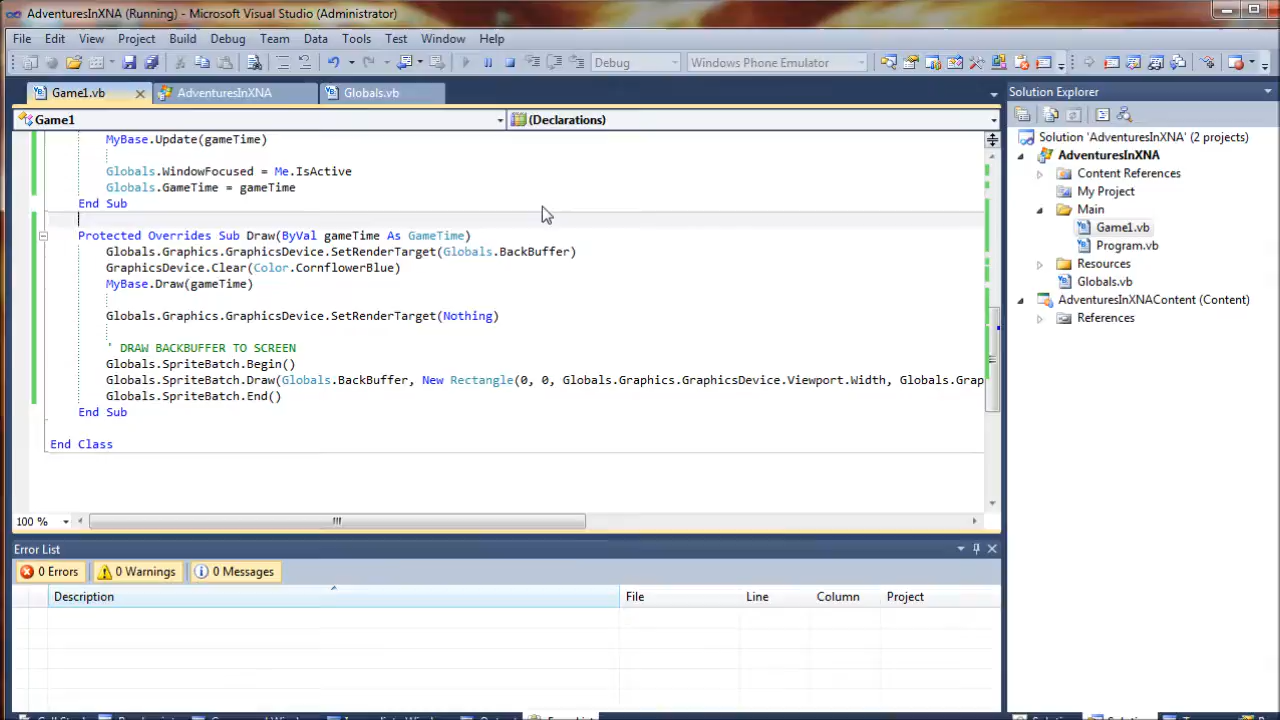 AdventuresInXNA (Running) - Microsoft Visual Studio (Administrator)
File Edit View Project Build Debug Team Data Tools Test Window Help
Debug Windows Phone Emulator
Game1.vb AdventuresInXNA Globals.vb
Game1 (Declarations)
MyBase.Update(gameTime)
Globals.WindowFocused = Me.IsActive
Globals.GameTime = gameTime
End Sub
Protected Overrides Sub Draw(ByVal gameTime As GameTime)
Globals.Graphics.GraphicsDevice.SetRenderTarget(Globals.BackBuffer)
GraphicsDevice.Clear(Color.CornflowerBlue)
MyBase.Draw(gameTime)
Globals.Graphics.GraphicsDevice.SetRenderTarget(Nothing)
' DRAW BACKBUFFER TO SCREEN
Globals.SpriteBatch.Begin()
Globals.SpriteBatch.Draw(Globals.BackBuffer, New Rectangle(0, 0, Globals.Graphics.GraphicsDevice.Viewport.Width, Globals.Grap
Globals.SpriteBatch.End()
End Sub
End Class
100 %
Error List
0 Errors 0 Warnings 0 Messages
Description File Line Column Project
Solution Explorer
Solution 'AdventuresInXNA' (2 projects)
AdventuresInXNA
Content References
My Project
Main
Game1.vb
Program.vb
Resources
Globals.vb
AdventuresInXNAContent (Content)
References